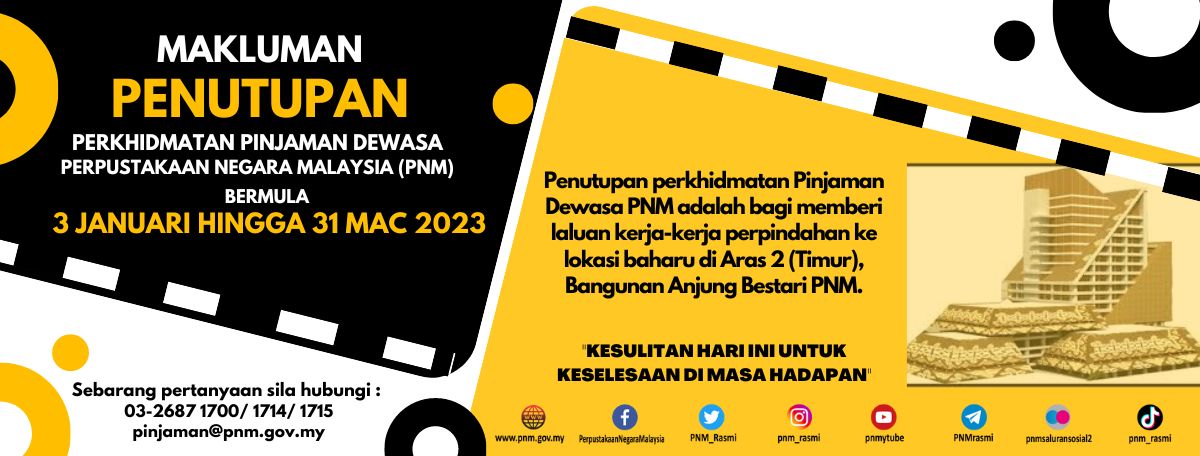 MAKLUMAN
PENUTUPAN
PERKHIDMATAN PINJAMAN DEWASA
PERPUSTAKAAN NEGARA MALAYSIA (PNM)
BERMULA
3 JANUARI HINGGA 31 MAC 2023
Sebarang pertanyaan sila hubungi :
03-2687 1700/ 1714/ 1715
pinjaman@pnm.gov.my
Penutupan perkhidmatan Pinjaman
Dewasa PNM adalah bagi memberi
laluan kerja-kerja perpindahan ke
lokasi baharu di Aras 2 (Timur),
Bangunan Anjung Bestari PNM.
"KESULITAN HARI INI UNTUK
KESELESAAN DI MASA HADAPAN"
www.pnm.gov.my
PerpustakaanNegaraMalaysia
PNM_Rasmi
pnm_rasmi
pnmytube
PNMrasmi
pnmsaluransosial2
pnm_rasmi